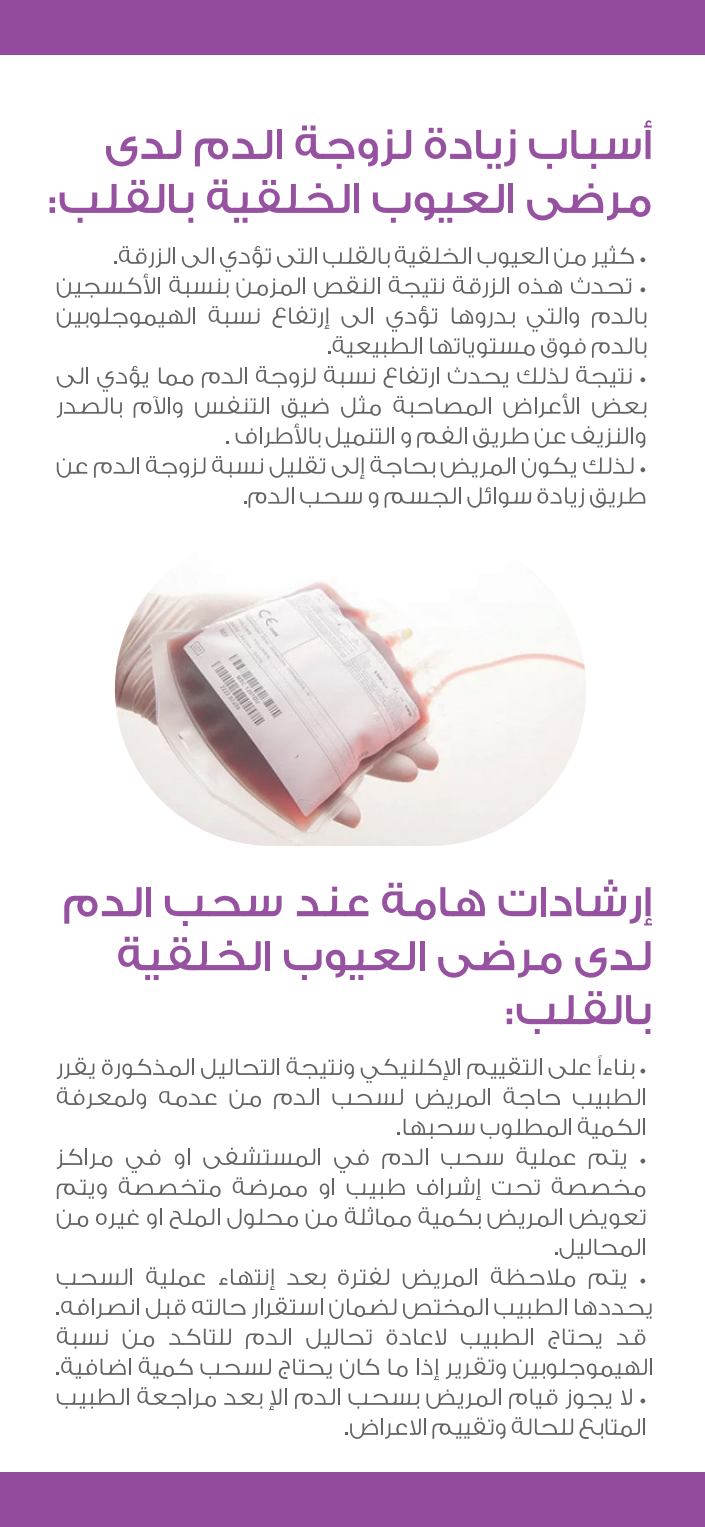 أسباب زيادة لزوجة الدم لدى
مرضى العيوب الخلقية بالقلب:
• كثير من العيوب الخلقية بالقلب التى تؤدي الى الزرقة.
• تحدث هذه الزرقة نتيجة النقص المزمن بنسبة الأكسجين
بالدم والتي بدروها تؤدي الى إرتفاع نسبة الهيموجلوبين
بالدم فوق مستوياتها الطبيعية.
• نتيجة لذلك يحدث ارتفاع نسبة لزوجة الدم مما يؤدي الى
بعض الأعراض المصاحبة مثل ضيق التنفس والآم بالصدر
والنزيف عن طريق الفم و التنميل بالأطراف .
• لذلك يكون المريض بحاجة إلى تقليل نسبة لزوجة الدم عن
طريق زيادة سوائل الجسم و سحب الدم.
CE
إرشادات هامة عند سحب الدم
لدى مرضى العيوب الخلقية
بالقلب:
• بناءاً على التقييم الإكلنيكي ونتيجة التحاليل المذكورة يقرر
الطبيب حاجة المريض لسحب الدم من عدمه ولمعرفة
الكمية المطلوب سحبها.
• يتم عملية سحب الدم في المستشفى او في مراكز
مخصصة تحت إشراف طبيب او ممرضة متخصصة ويتم
تعويض المريض بكمية مماثلة من محلول الملح او غيره من
المحاليل.
• يتم ملاحظة المريض لفترة بعد إنتهاء عملية السحب
يحددها الطبيب المختص لضمان استقرار حالته قبل انصرافه.
قد يحتاج الطبيب لاعادة تحاليل الدم للتاكد من نسبة
الهيموجلوبين وتقرير إذا ما كان يحتاج لسحب كمية اضافية.
• لا يجوز قيام المريض بسحب الدم الإ بعد مراجعة الطبيب
المتابع للحالة وتقييم الاعراض.